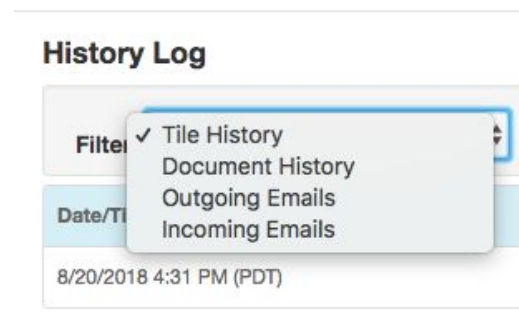 History Log
Filter
✓ Tile History
Document History
Outgoing Emails
Incoming Emails
Date/Ti
8/20/2018 4:31 PM (PDT)